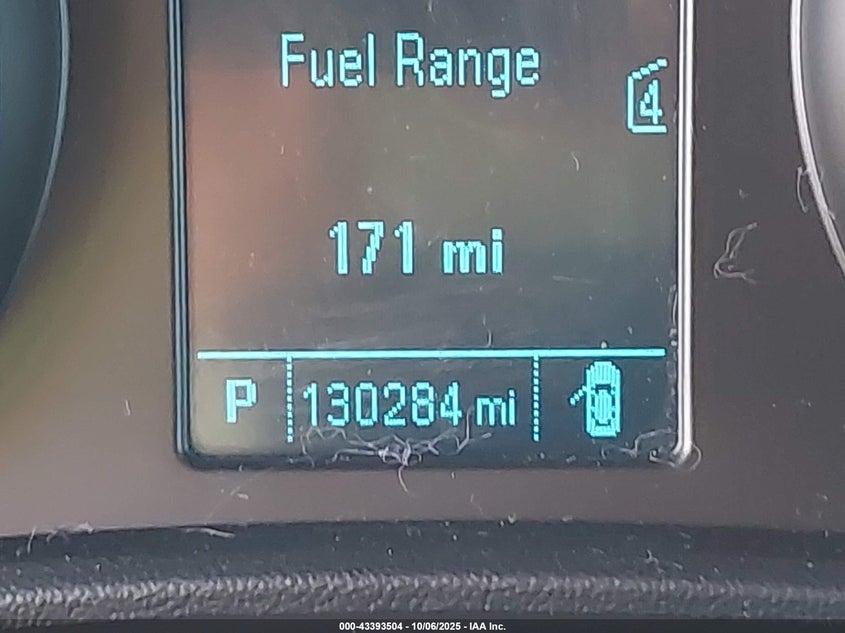 Fuel Range
4
171 mi
P 130284 mi
000-43393504 - 10/06/2025 - IAA Inc.